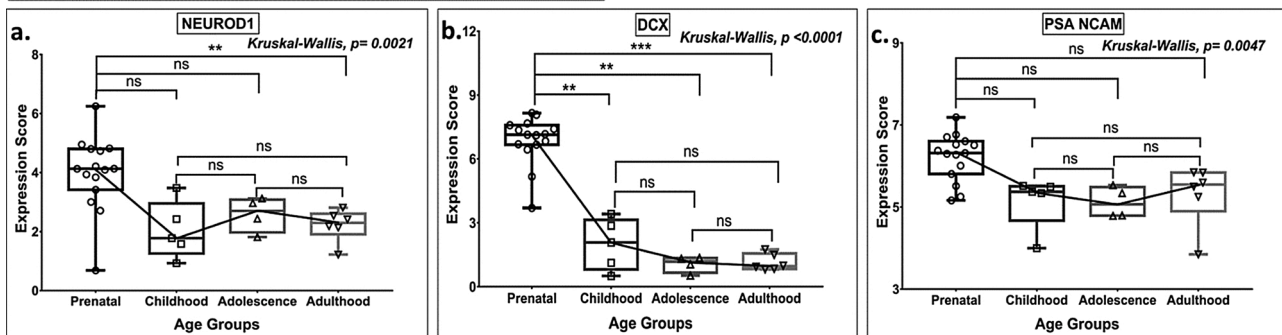 a.
NEUROD1
Kruskal-Wallis, p= 0.0021
**
ns
ns
ns
ns
ns
Expression Score
8
6
4
2
0
Prenatal Childhood Adolescence Adulthood
Age Groups
b.
DCX
Kruskal-Wallis, p <0.0001
***
**
**
ns
ns
ns
Expression Score
12
9
6
3
0
Prenatal Childhood Adolescence Adulthood
Age Groups
c.
PSA NCAM
Kruskal-Wallis, p= 0.0047
ns
ns
ns
ns
ns
ns
Expression Score
9
7
5
3
Prenatal Childhood Adolescence Adulthood
Age Groups